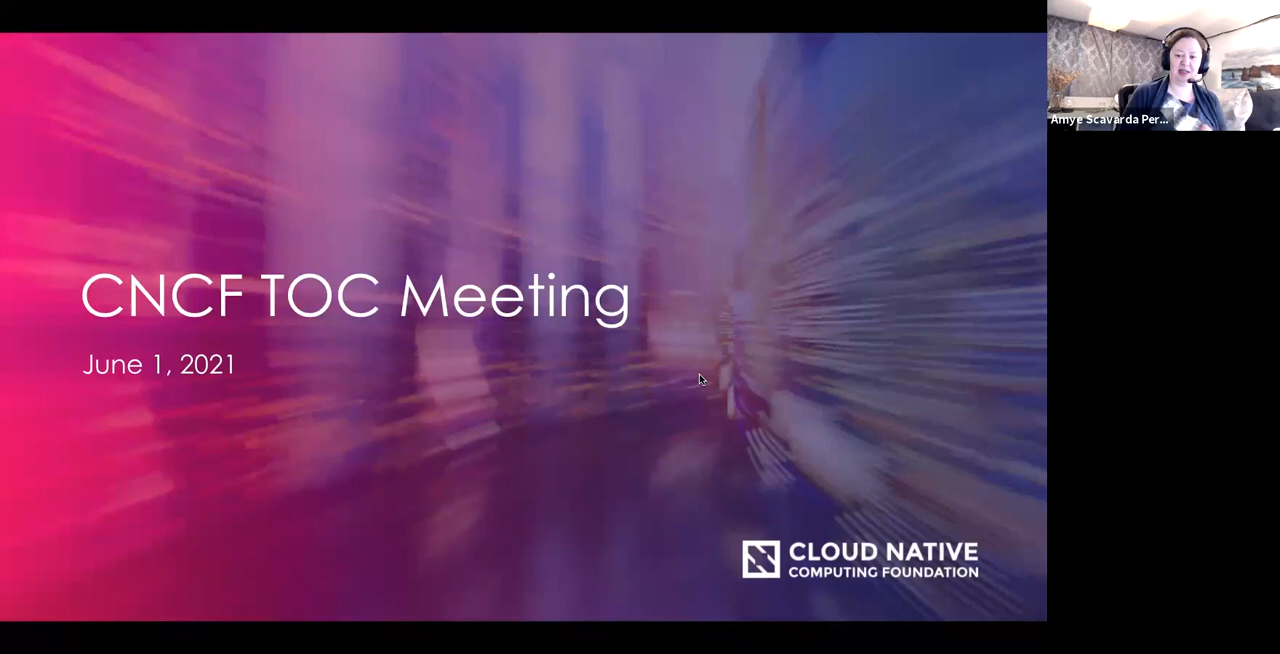 CNCF TOC Meeting
June 1, 2021
CLOUD NATIVE
COMPUTING FOUNDATION
Amye Scavarda Per...